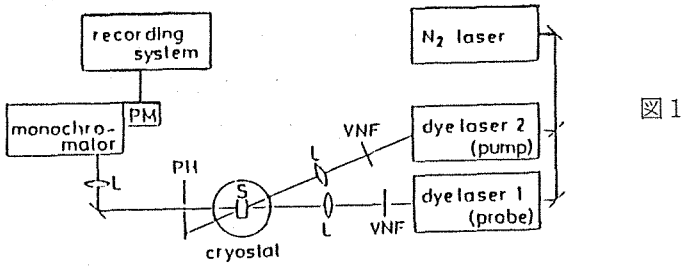 recording
system
PM
monochro-
mator
L
PH
S
cryostat
L
VNF
L
VNF
N₂ laser
dye laser 2
(pump)
dye laser 1
(probe)
図1